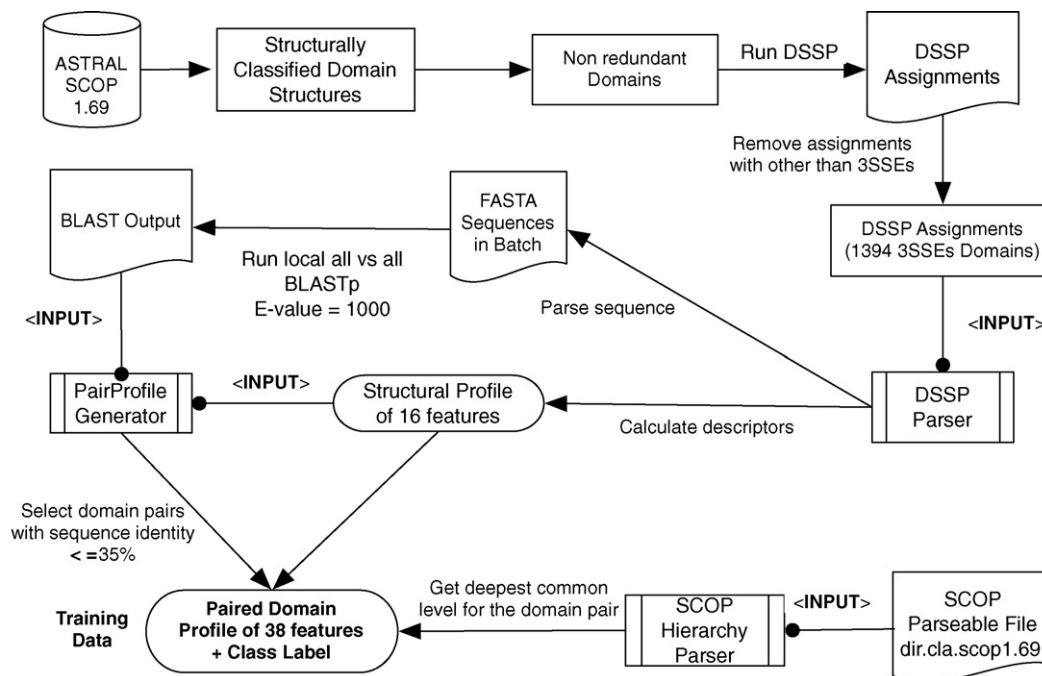 ASTRAL
SCOP
1.69
Structurally
Classified Domain
Structures
Non redundant
Domains
Run DSSP
DSSP
Assignments
Remove assignments
with other than 3SSEs
BLAST Output
FASTA
Sequences
in Batch
DSSP Assignments
(1394 3SSEs Domains)
Run local all vs all
BLASTp
E-value = 1000
Parse sequence
<INPUT>
<INPUT>
PairProfile
Generator
<INPUT>
Structural Profile
of 16 features
Calculate descriptors
DSSP
Parser
Select domain pairs
with sequence identity
< =35%
Training
Data
Paired Domain
Profile of 38 features
+ Class Label
Get deepest common
level for the domain pair
SCOP
Hierarchy
Parser
<INPUT>
SCOP
Parseable File
dir.cla.scop1.69